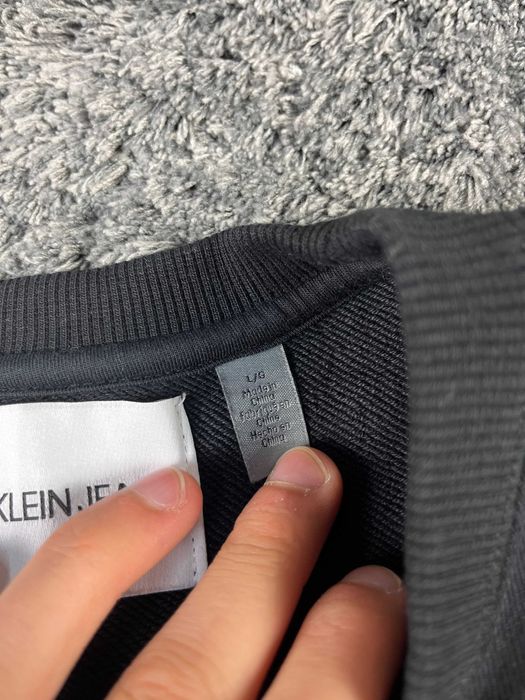 L/G
Made in
China
Fabriqué en
Chine
Hecho en
China
KLEIN JEA